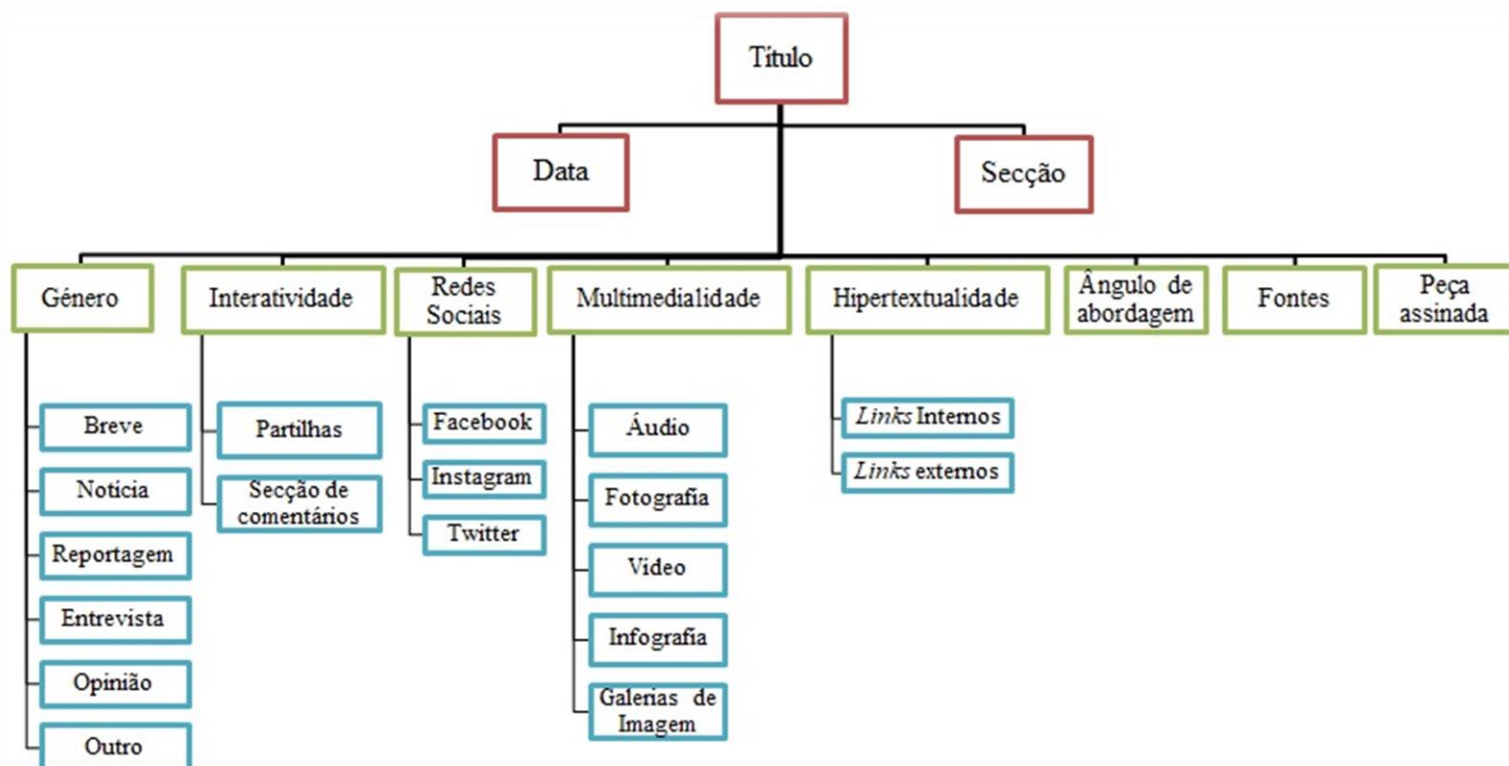 Título
Data
Secção
Género
Interatividade
Redes
Sociais
Multimedialidade
Hipertextualidade
Ângulo de
abordagem
Fontes
Peça
assinada
Breve
Notícia
Reportagem
Entrevista
Opinião
Outro
Partilhas
Secção de
comentários
Facebook
Instagram
Twitter
Áudio
Fotografia
Vídeo
Infografia
Galerias de
Imagem
Links Internos
Links externos